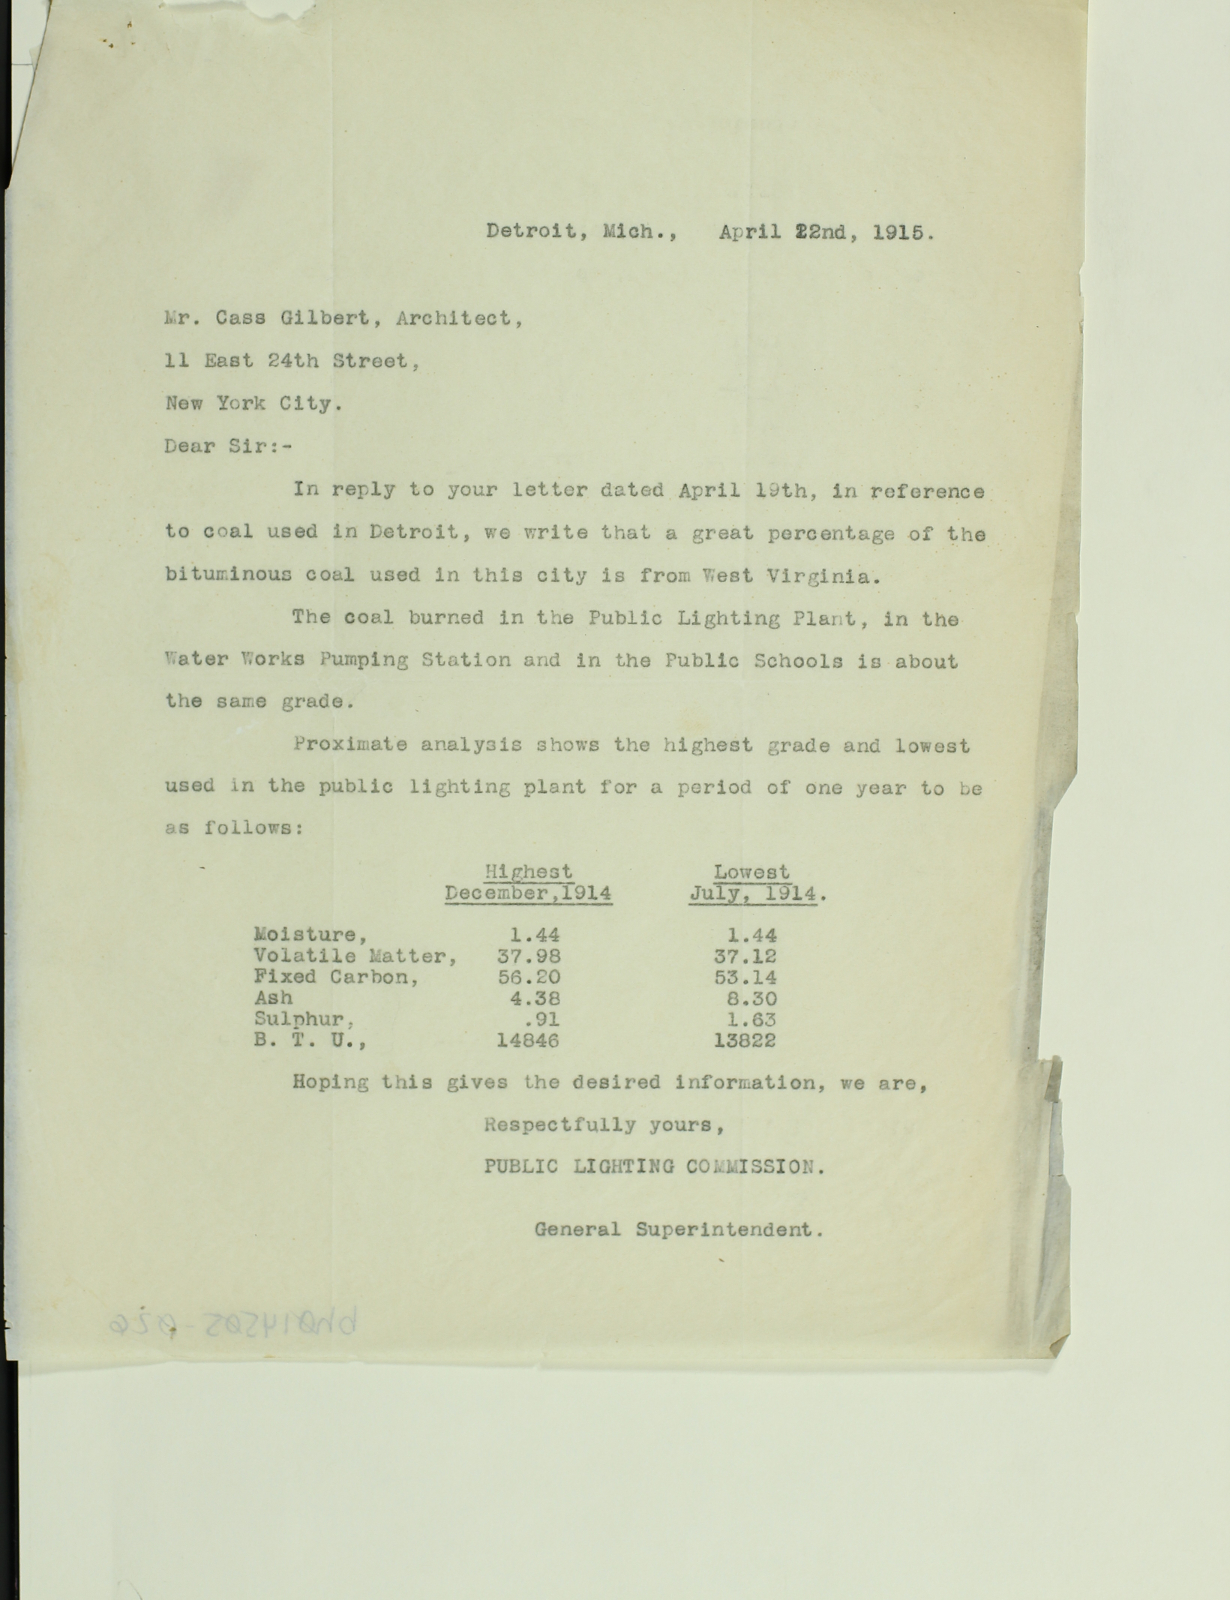 Detroit, Mich., April 22nd, 1915.
Mr. Cass Gilbert, Architect,
11 East 24th Street,
New York City.
Dear Sir:-
In reply to your letter dated April 19th, in reference
to coal used in Detroit, we write that a great percentage of the
bituminous coal used in this city is from West Virginia.
The coal burned in the Public Lighting Plant, in the
Water Works Pumping Station and in the Public Schools is about
the same grade.
Proximate analysis shows the highest grade and lowest
used in the public lighting plant for a period of one year to be
as follows:
Highest Lowest
December,1914 July, 1914.
Moisture, 1.44 1.44
Volatile Matter, 37.98 37.12
Fixed Carbon, 56.20 53.14
Ash 4.38 8.30
Sulphur, .91 1.63
B. T. U., 14846 13822
Hoping this gives the desired information, we are,
Respectfully yours,
PUBLIC LIGHTING COMMISSION.
General Superintendent.